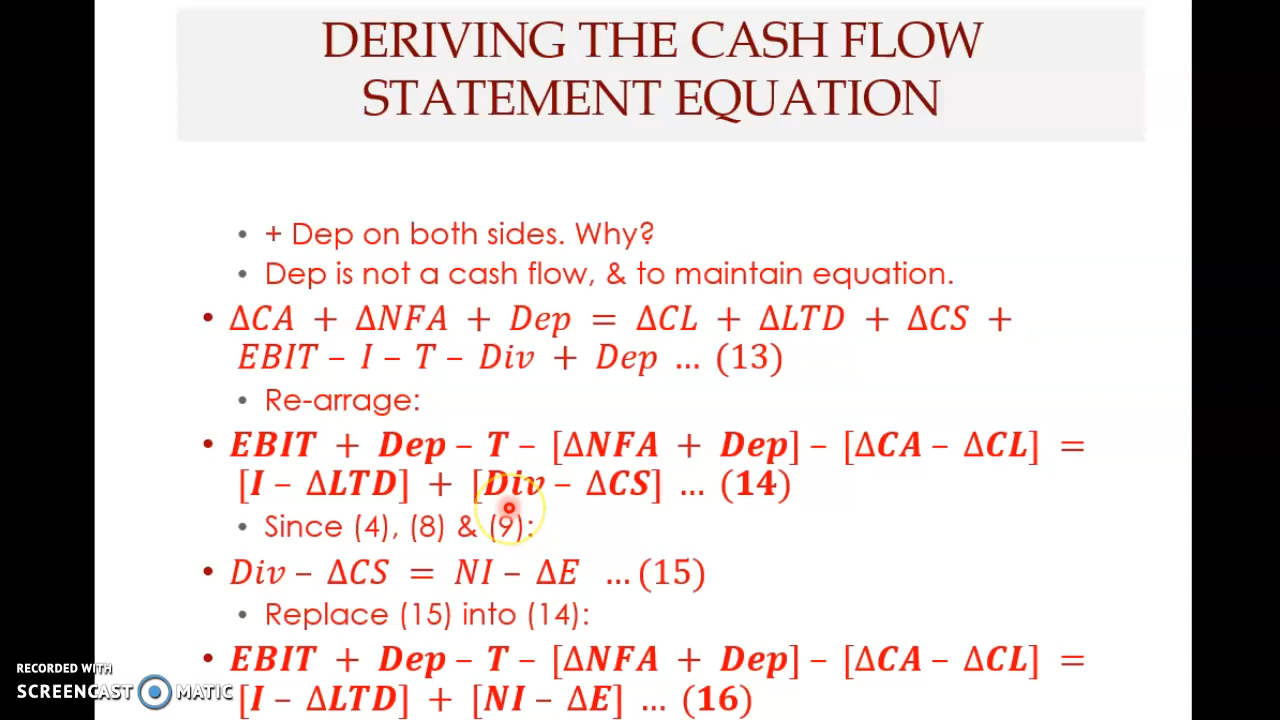 DERIVING THE CASH FLOW
STATEMENT EQUATION
• + Dep on both sides. Why?
• Dep is not a cash flow, & to maintain equation.
• ΔCA + ΔNFA + Dep = ΔCL + ΔLTD + ΔCS +
EBIT – I – T – Div + Dep … (13)
• Re-arrage:
• EBIT + Dep – T – [ΔNFA + Dep] – [ΔCA – ΔCL] =
[I – ΔLTD] + [Div – ΔCS] … (14)
• Since (4), (8) & (9):
• Div – ΔCS = NI – ΔE … (15)
• Replace (15) into (14):
• EBIT + Dep – T – [ΔNFA + Dep] – [ΔCA – ΔCL] =
[I – ΔLTD] + [NI – ΔE] … (16)
RECORDED WITH
SCREENCAST MATIC